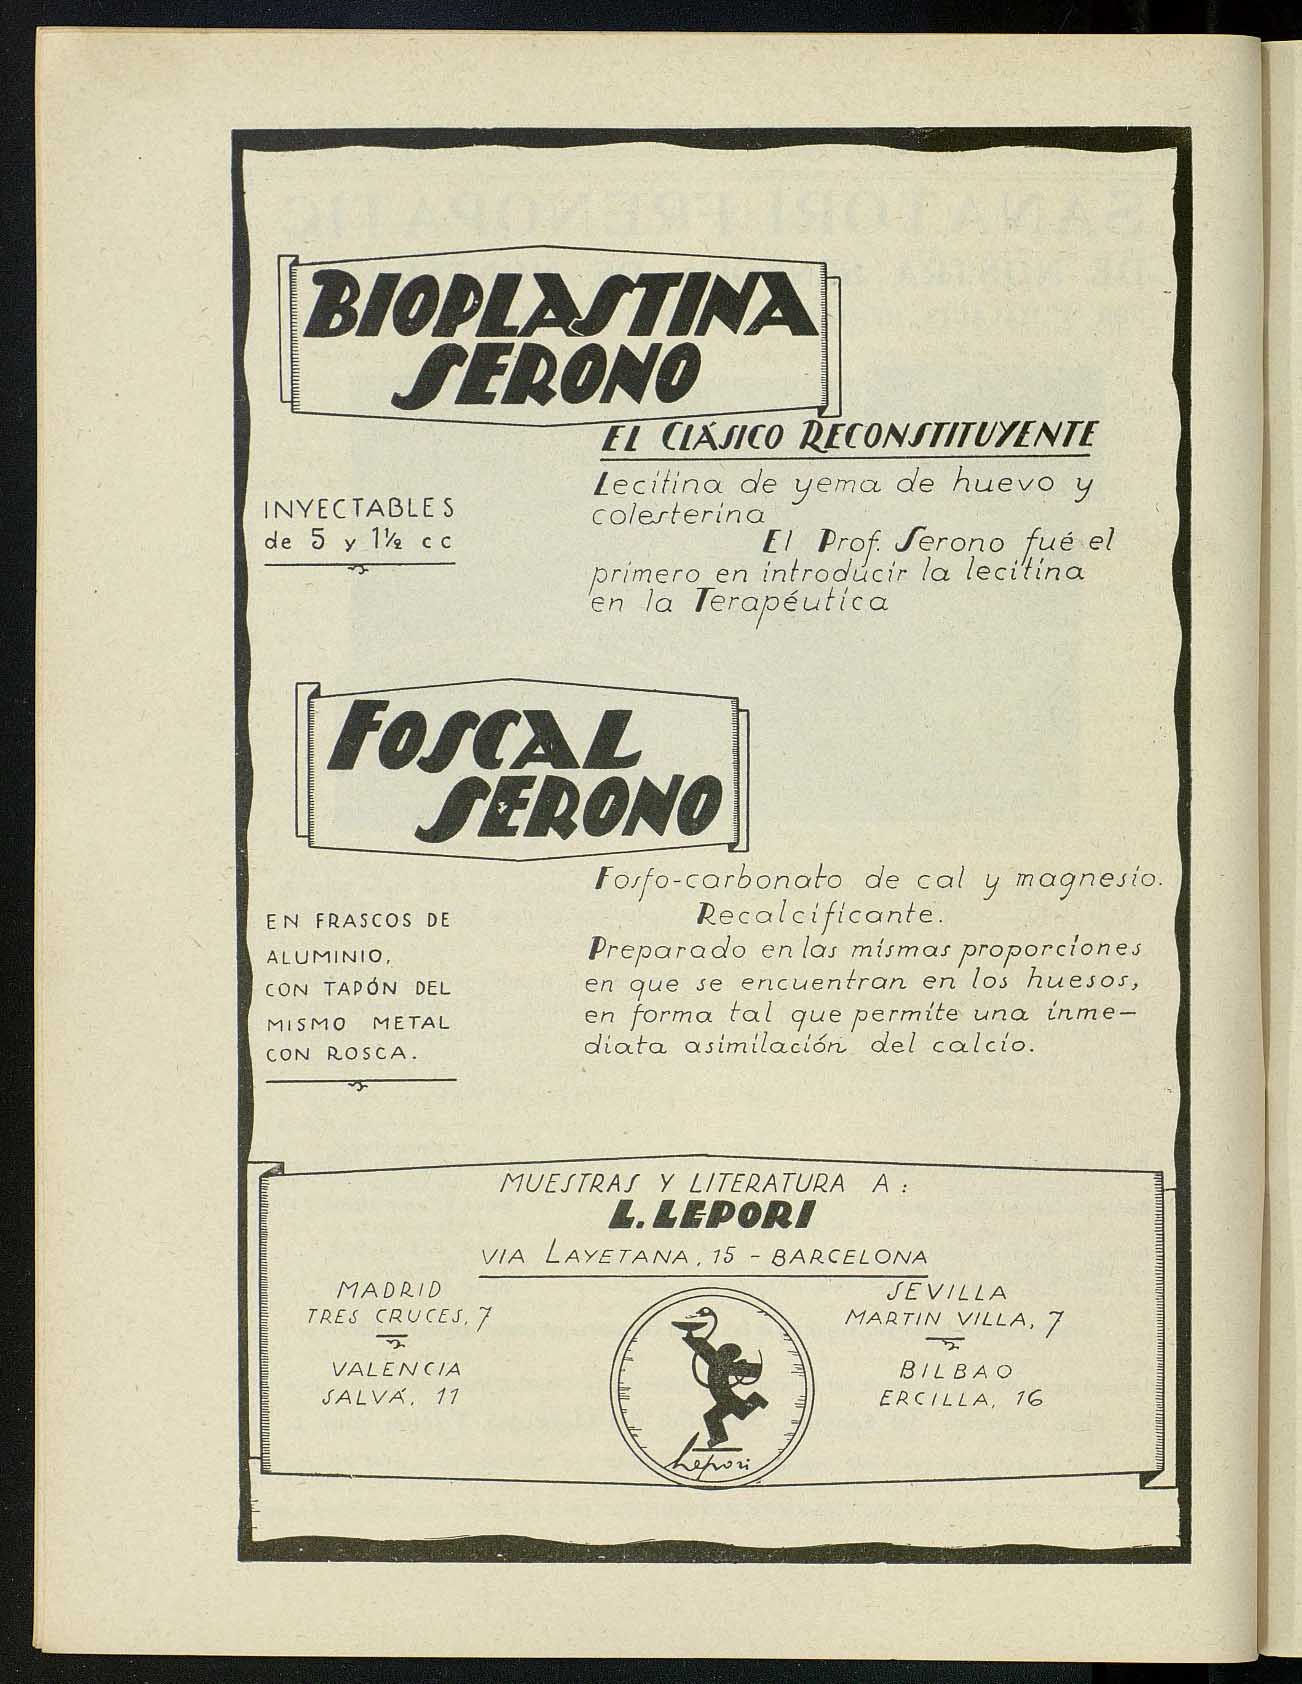 BIOPLASTINA
SERONO
EL CLÁSICO RECONSTITUYENTE
INYECTABLES
de 5 y 1½ cc
Lecitina de yema de huevo y
colesterina
El Prof. Serono fué el
primero en introducir la lecitina
en la Terapéutica
FOSCAL
SERONO
EN FRASCOS DE
ALUMINIO,
CON TAPÓN DEL
MISMO METAL
CON ROSCA.
Fosfo-carbonato de cal y magnesio.
Recalcificante.
Preparado en las mismas proporciones
en que se encuentran en los huesos,
en forma tal que permite una inme-
diata asimilación del calcio.
MUESTRAS Y LITERATURA A:
L. LEPORI
VIA LAYETANA, 15 - BARCELONA
MADRID
TRES CRUCES, 7
VALENCIA
SALVÁ, 11
SEVILLA
MARTIN VILLA, 7
BILBAO
ERCILLA, 16
Lepori
SANATORI FRENOPATIC